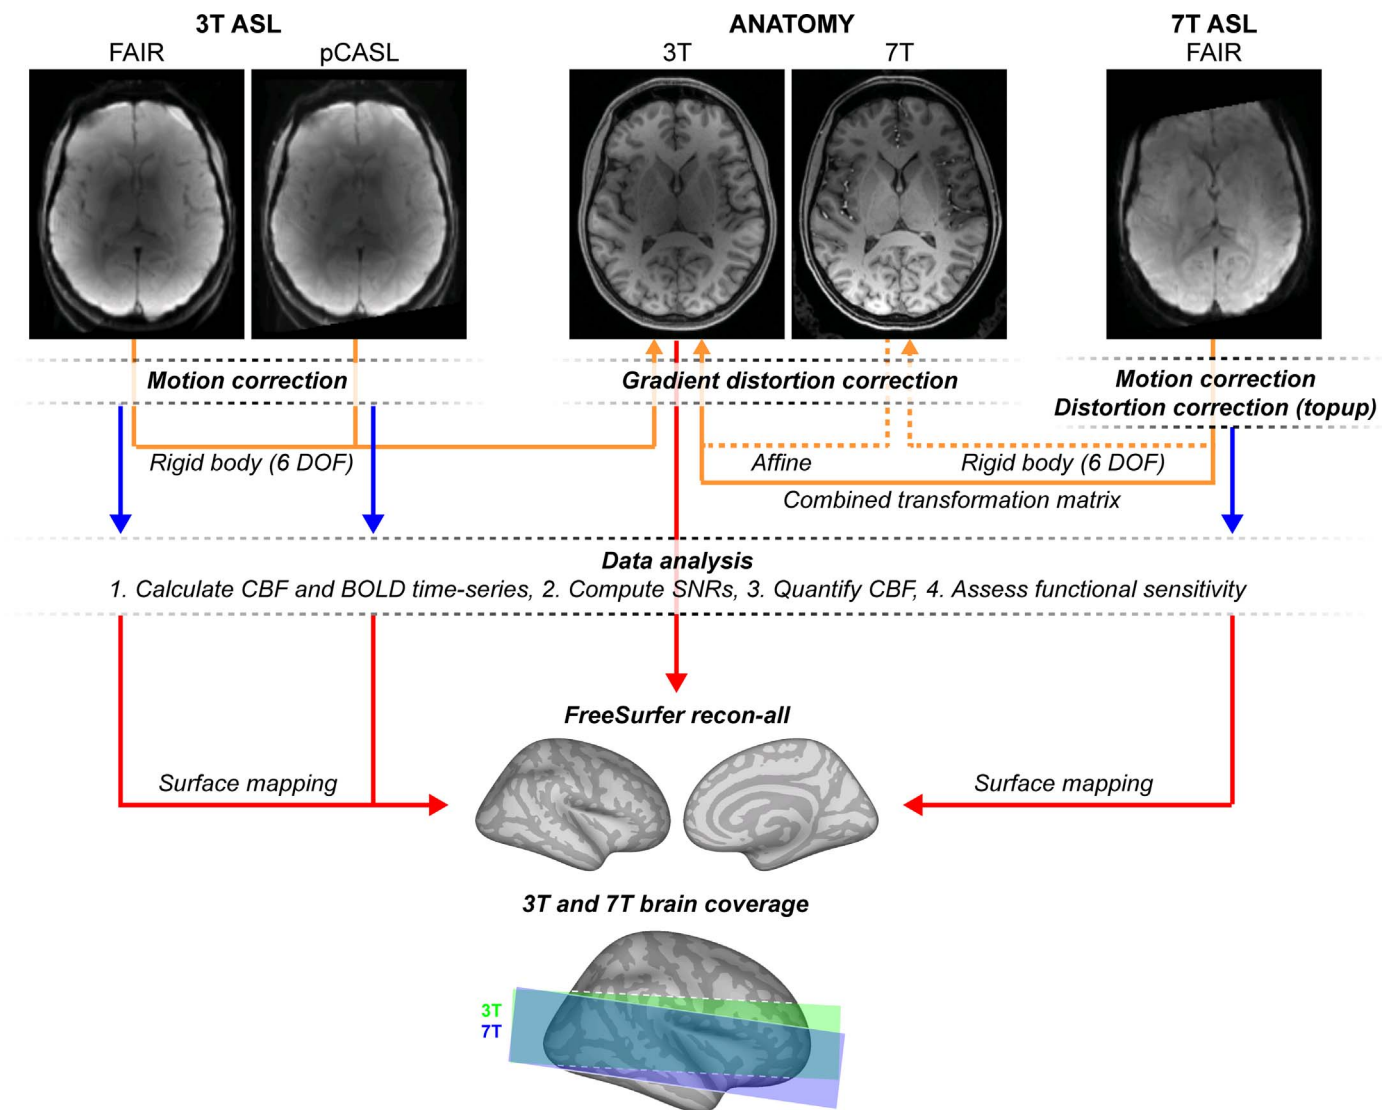 3T ASL
ANATOMY
7T ASL
FAIR
pCASL
3T
7T
FAIR
Motion correction
Gradient distortion correction
Motion correction
Distortion correction (topup)
Rigid body (6 DOF)
Affine
Rigid body (6 DOF)
Combined transformation matrix
Data analysis
1. Calculate CBF and BOLD time-series, 2. Compute SNRs, 3. Quantify CBF, 4. Assess functional sensitivity
FreeSurfer recon-all
Surface mapping
Surface mapping
3T and 7T brain coverage
3T
7T